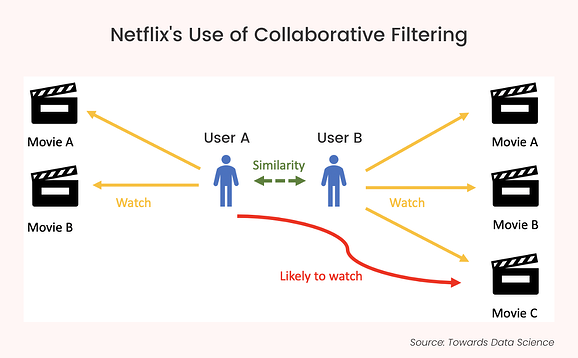 Netflix's Use of Collaborative Filtering
Movie A
User A
User B
Movie A
Similarity
Watch
Watch
Movie B
Movie B
Likely to watch
Movie C
Source: Towards Data Science